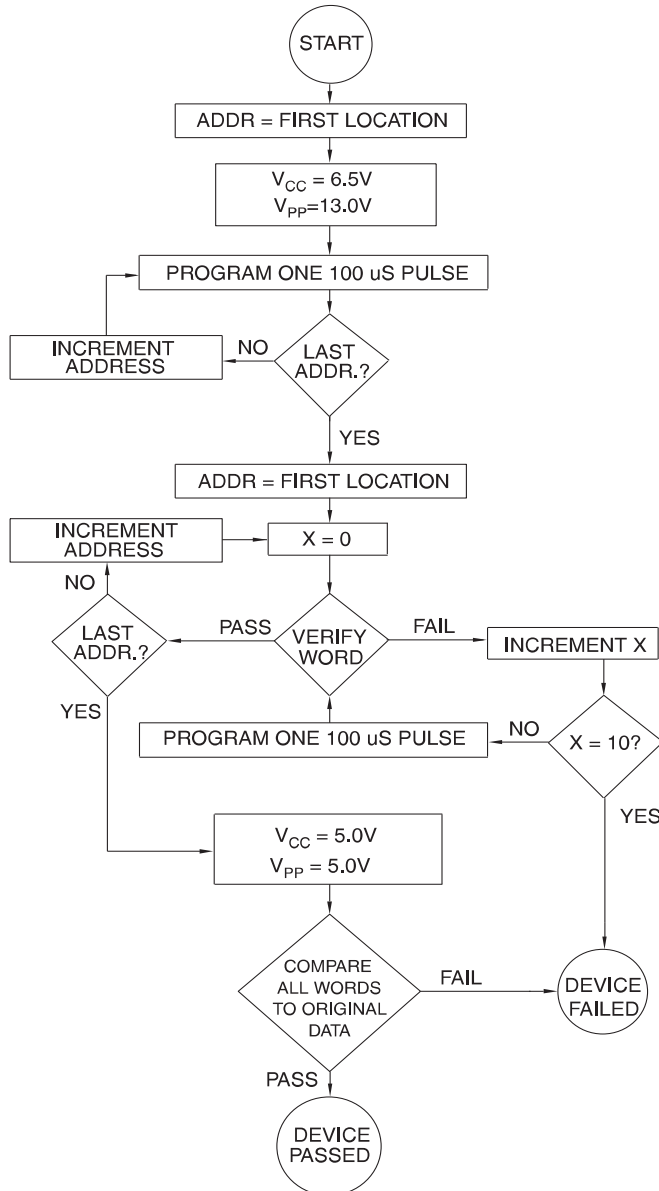 START
ADDR = FIRST LOCATION
VCC = 6.5V
VPP=13.0V
PROGRAM ONE 100 uS PULSE
INCREMENT
ADDRESS
NO
LAST
ADDR.?
YES
ADDR = FIRST LOCATION
INCREMENT
ADDRESS
X = 0
NO
LAST
ADDR.?
PASS
VERIFY
WORD
FAIL
INCREMENT X
YES
PROGRAM ONE 100 uS PULSE
NO
X = 10?
YES
VCC = 5.0V
VPP = 5.0V
COMPARE
ALL WORDS
TO ORIGINAL
DATA
FAIL
DEVICE
FAILED
PASS
DEVICE
PASSED